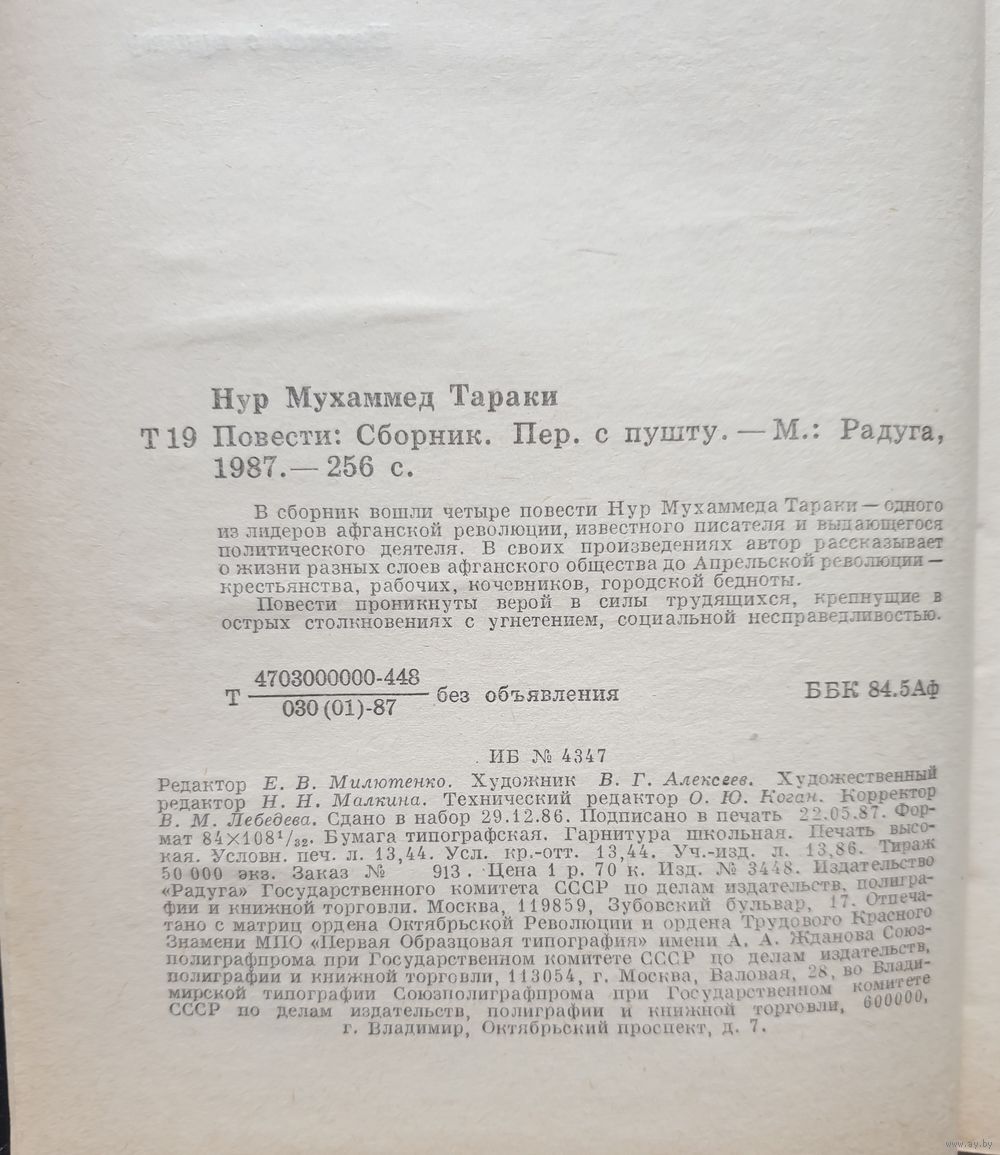 Нур Мухаммед Тараки
Т 19 Повести: Сборник. Пер. с пушту. — М.: Радуга,
1987.— 256 с.
В сборник вошли четыре повести Нур Мухаммеда Тараки — одного
из лидеров афганской революции, известного писателя и выдающегося
политического деятеля. В своих произведениях автор рассказывает
о жизни разных слоев афганского общества до Апрельской революции —
крестьянства, рабочих, кочевников, городской бедноты.
Повести проникнуты верой в силы трудящихся, крепнущие в
острых столкновениях с угнетением, социальной несправедливостью.
Т 4703000000-448 / 030 (01)-87 без объявления ББК 84.5Аф
ИБ № 4347
Редактор Е. В. Милютенко. Художник В. Г. Алексеев. Художественный
редактор Н. Н. Малкина. Технический редактор О. Ю. Коган. Корректор
В. М. Лебедева. Сдано в набор 29.12.86. Подписано в печать 22.05.87. Фор-
мат 84×108¹/₃₂. Бумага типографская. Гарнитура школьная. Печать высо-
кая. Условн. печ. л. 13,44. Усл. кр.-отт. 13,44. Уч.-изд. л. 13,86. Тираж
50 000 экз. Заказ № 913. Цена 1 р. 70 к. Изд. № 3448. Издательство
«Радуга» Государственного комитета СССР по делам издательств, полигра-
фии и книжной торговли. Москва, 119859, Зубовский бульвар, 17. Отпеча-
тано с матриц ордена Октябрьской Революции и ордена Трудового Красного
Знамени МПО «Первая Образцовая типография» имени А. А. Жданова Союз-
полиграфпрома при Государственном комитете СССР по делам издательств,
полиграфии и книжной торговли, 113054, г. Москва, Валовая, 28, во Влади-
мирской типографии Союзполиграфпрома при Государственном комитете
СССР по делам издательств, полиграфии и книжной торговли, 600000,
г. Владимир, Октябрьский проспект, д. 7.
www.ay.by